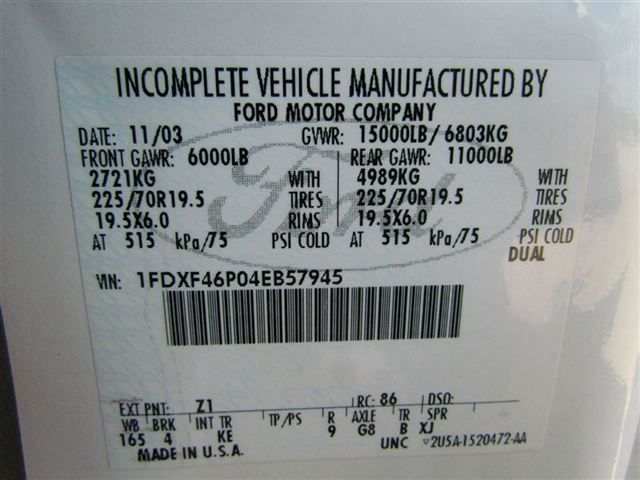 INCOMPLETE VEHICLE MANUFACTURED BY
FORD MOTOR COMPANY
DATE: 11/03 GVWR: 15000LB/ 6803KG
FRONT GAWR: 6000LB REAR GAWR: 11000LB
2721KG WITH 4989KG WITH
225/70R19.5 TIRES 225/70R19.5 TIRES
19.5X6.0 RIMS 19.5X6.0 RIMS
AT 515 kPa/75 PSI COLD AT 515 kPa/75 PSI COLD
DUAL
Ford
VIN: 1FDXF46P04EB57945
EXT PNT: Z1 RC: 86 DSO:
WB BRK INT TR TP/PS R AXLE TR SPR
165 4 KE 9 G8 B XJ
MADE IN U.S.A. UNC ▽2U5A-1520472-AA